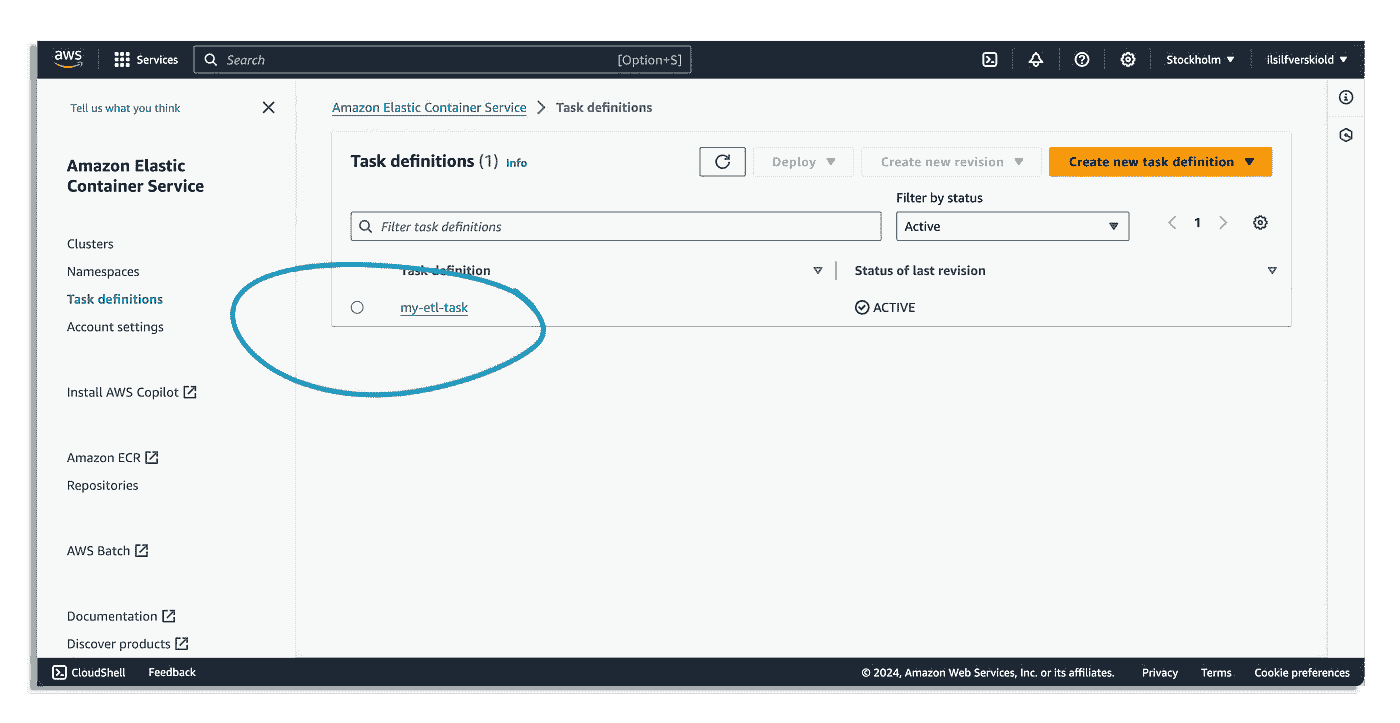 aws
Services
Search
[Option+S]
Stockholm
ilsilfverskiold
Tell us what you think
Amazon Elastic
Container Service
Clusters
Namespaces
Task definitions
Account settings
Install AWS Copilot
Amazon ECR
Repositories
AWS Batch
Documentation
Discover products
Amazon Elastic Container Service > Task definitions
Task definitions (1) Info
Deploy
Create new revision
Create new task definition
Filter by status
Filter task definitions
Active
1
Task definition
Status of last revision
my-etl-task
ACTIVE
CloudShell
Feedback
© 2024, Amazon Web Services, Inc. or its affiliates.
Privacy
Terms
Cookie preferences